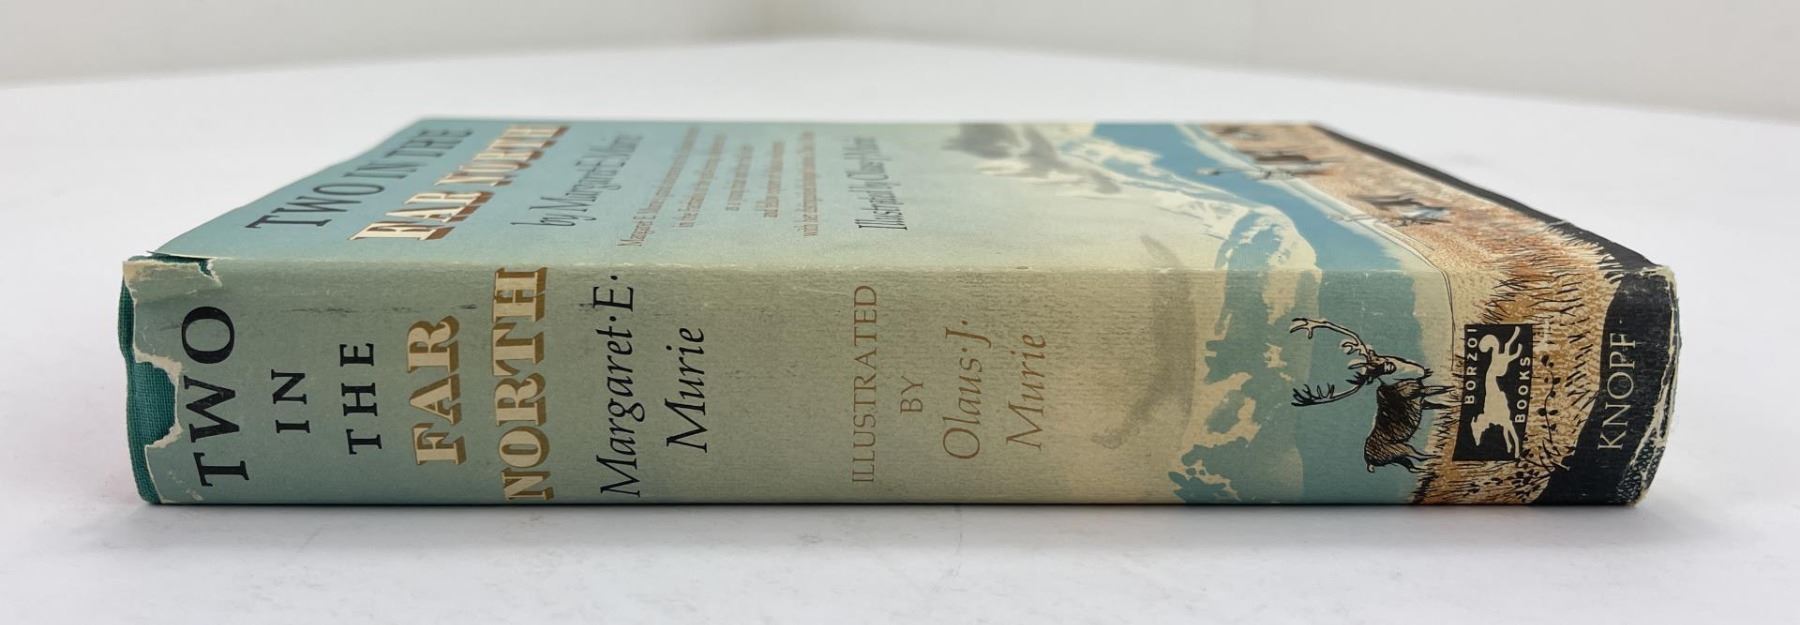 TWO IN THE
FAR NORTH
by Margaret E. Murie
Illustrated by Olaus J. Murie
TWO
IN
THE
FAR
NORTH
Margaret·E.
Murie
ILLUSTRATED
BY
Olaus·J.
Murie
BORZOI
BOOKS
KNOPF